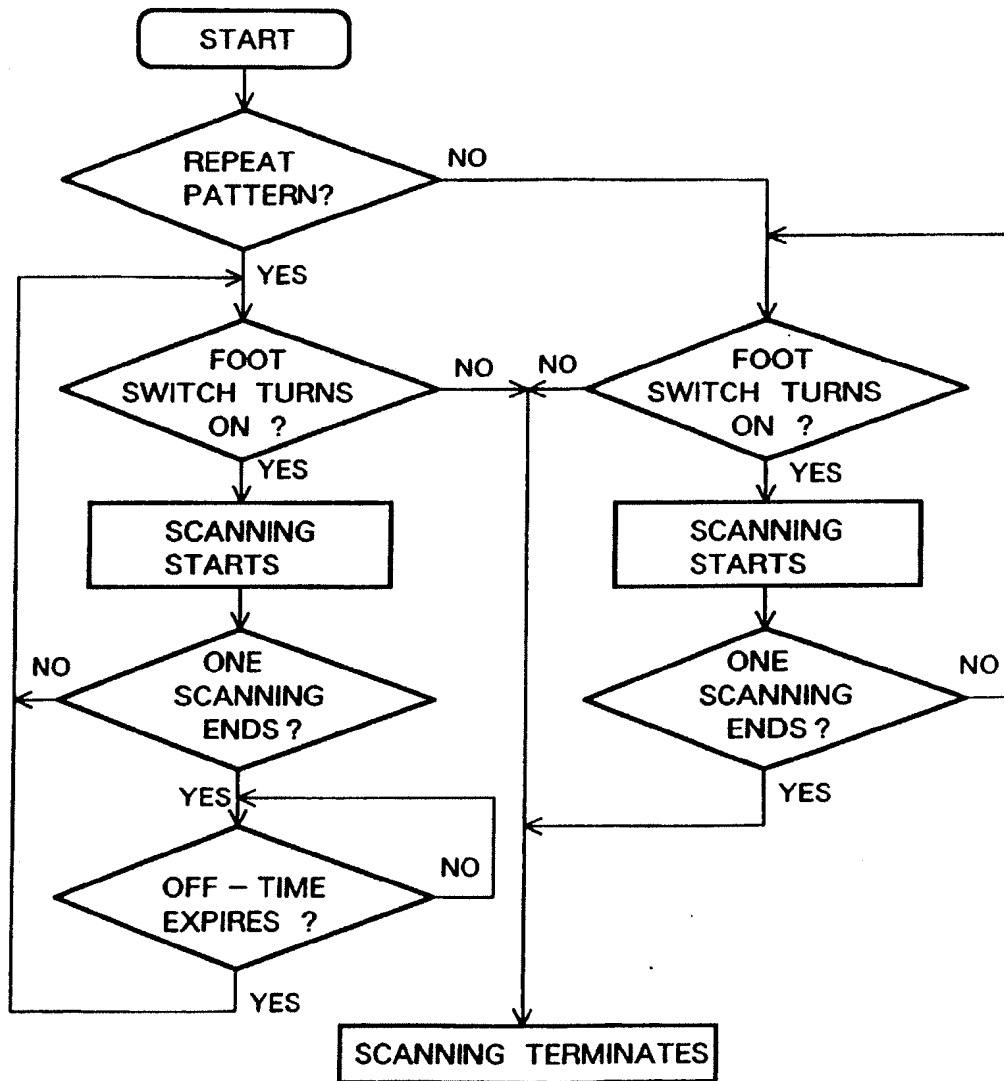 START
REPEAT
PATTERN?
NO
YES
FOOT
SWITCH TURNS
ON ?
NO
NO
FOOT
SWITCH TURNS
ON ?
YES
YES
SCANNING
STARTS
SCANNING
STARTS
NO
ONE
SCANNING
ENDS?
ONE
SCANNING
ENDS?
NO
YES
YES
OFF – TIME
EXPIRES ?
NO
YES
SCANNING TERMINATES